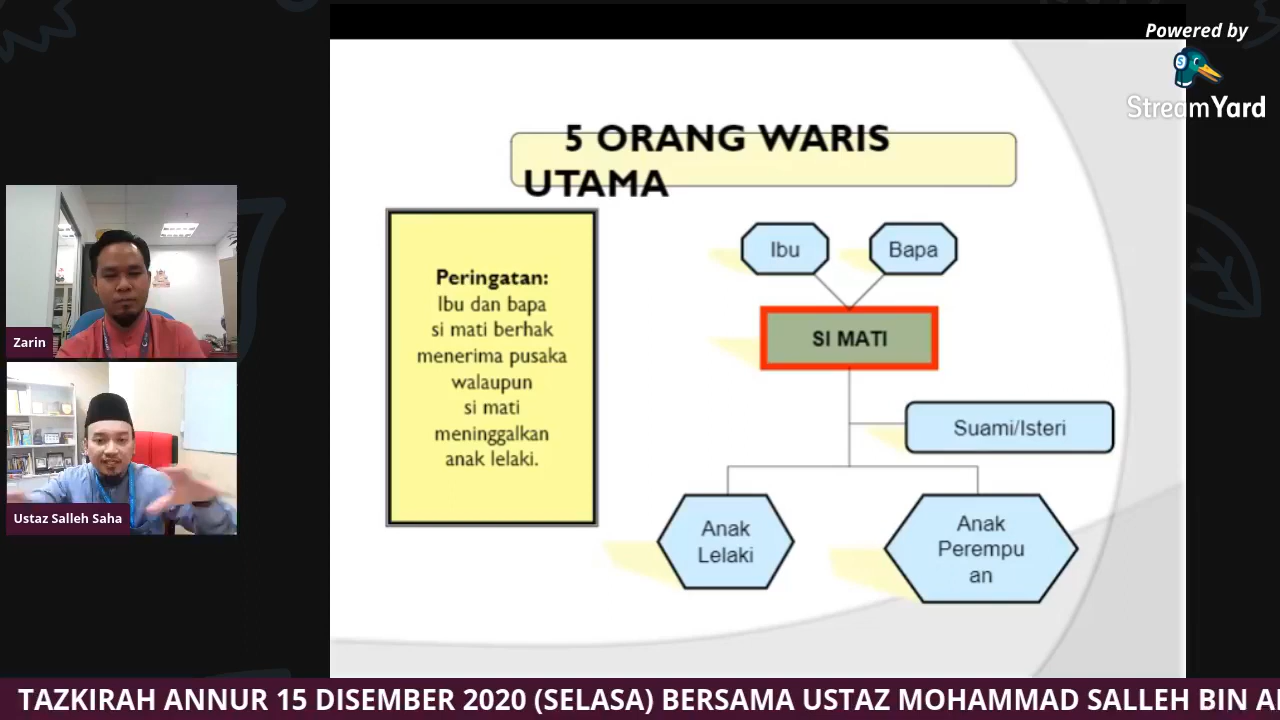 Powered by
StreamYard
5 ORANG WARIS
UTAMA
Peringatan:
Ibu dan bapa
si mati berhak
menerima pusaka
walaupun
si mati
meninggalkan
anak lelaki.
Ibu
Bapa
SI MATI
Suami/Isteri
Anak
Lelaki
Anak
Perempu
an
Zarin
Ustaz Salleh Saha
TAZKIRAH ANNUR 15 DISEMBER 2020 (SELASA) BERSAMA USTAZ MOHAMMAD SALLEH BIN